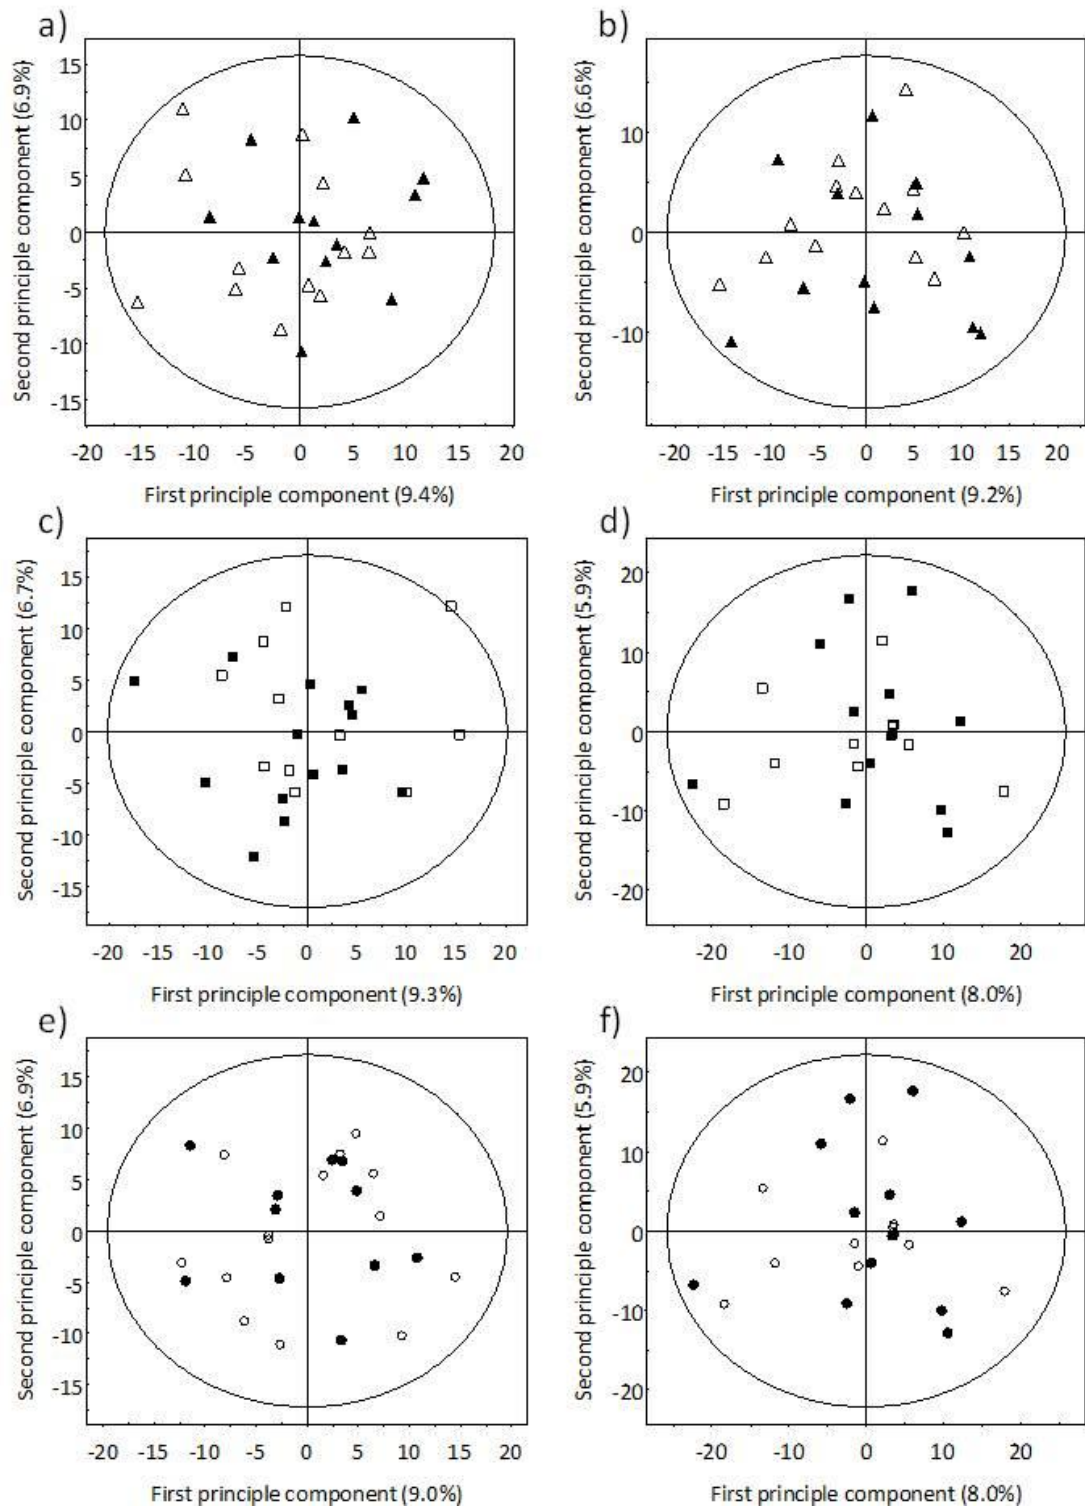 a)
Second principle component (6.9%)
15
10
5
0
-5
-10
-15
-20 -15 -10 -5 0 5 10 15 20
First principle component (9.4%)
b)
Second principle component (6.6%)
10
0
-10
-20 -15 -10 -5 0 5 10 15 20
First principle component (9.2%)
c)
Second principle component (6.7%)
15
10
5
0
-5
-10
-15
-20 -15 -10 -5 0 5 10 15 20
First principle component (9.3%)
d)
Second principle component (5.9%)
20
10
0
-10
-20
-20 -10 0 10 20
First principle component (8.0%)
e)
Second principle component (6.9%)
15
10
5
0
-5
-10
-15
-20 -15 -10 -5 0 5 10 15 20
First principle component (9.0%)
f)
Second principle component (5.9%)
20
10
0
-10
-20
-20 -10 0 10 20
First principle component (8.0%)